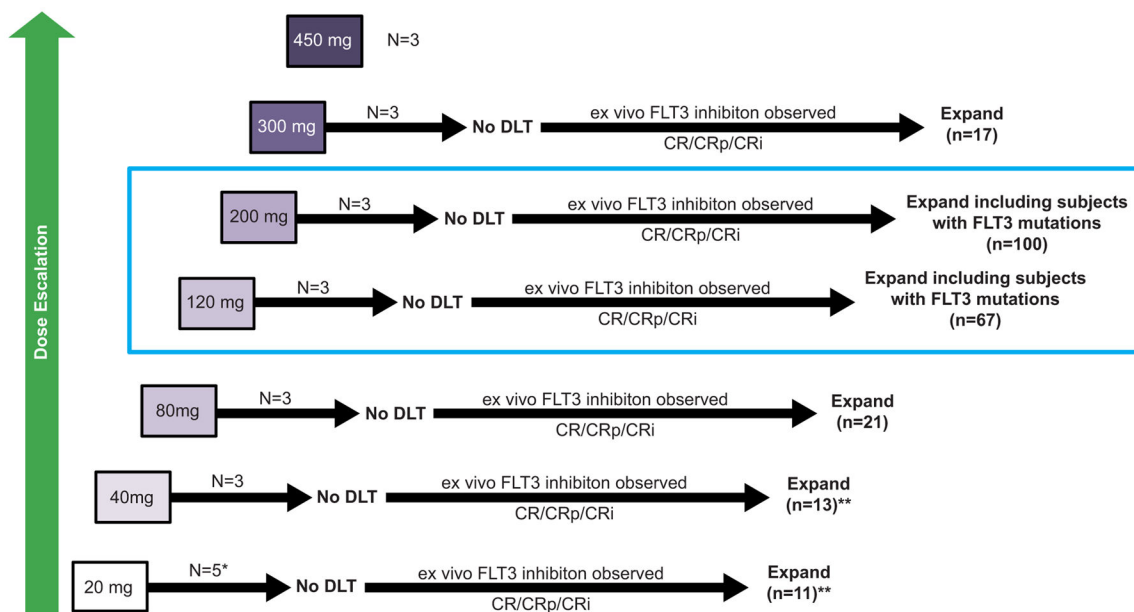 450 mg
N=3
300 mg
N=3
No DLT
ex vivo FLT3 inhibiton observed
CR/CRp/CRi
Expand
(n=17)
200 mg
N=3
No DLT
ex vivo FLT3 inhibiton observed
CR/CRp/CRi
Expand including subjects
with FLT3 mutations
(n=100)
120 mg
N=3
No DLT
ex vivo FLT3 inhibiton observed
CR/CRp/CRi
Expand including subjects
with FLT3 mutations
(n=67)
80mg
N=3
No DLT
ex vivo FLT3 inhibiton observed
CR/CRp/CRi
Expand
(n=21)
40mg
N=3
No DLT
ex vivo FLT3 inhibiton observed
CR/CRp/CRi
Expand
(n=13)**
20 mg
N=5*
No DLT
ex vivo FLT3 inhibiton observed
CR/CRp/CRi
Expand
(n=11)**
Dose Escalation